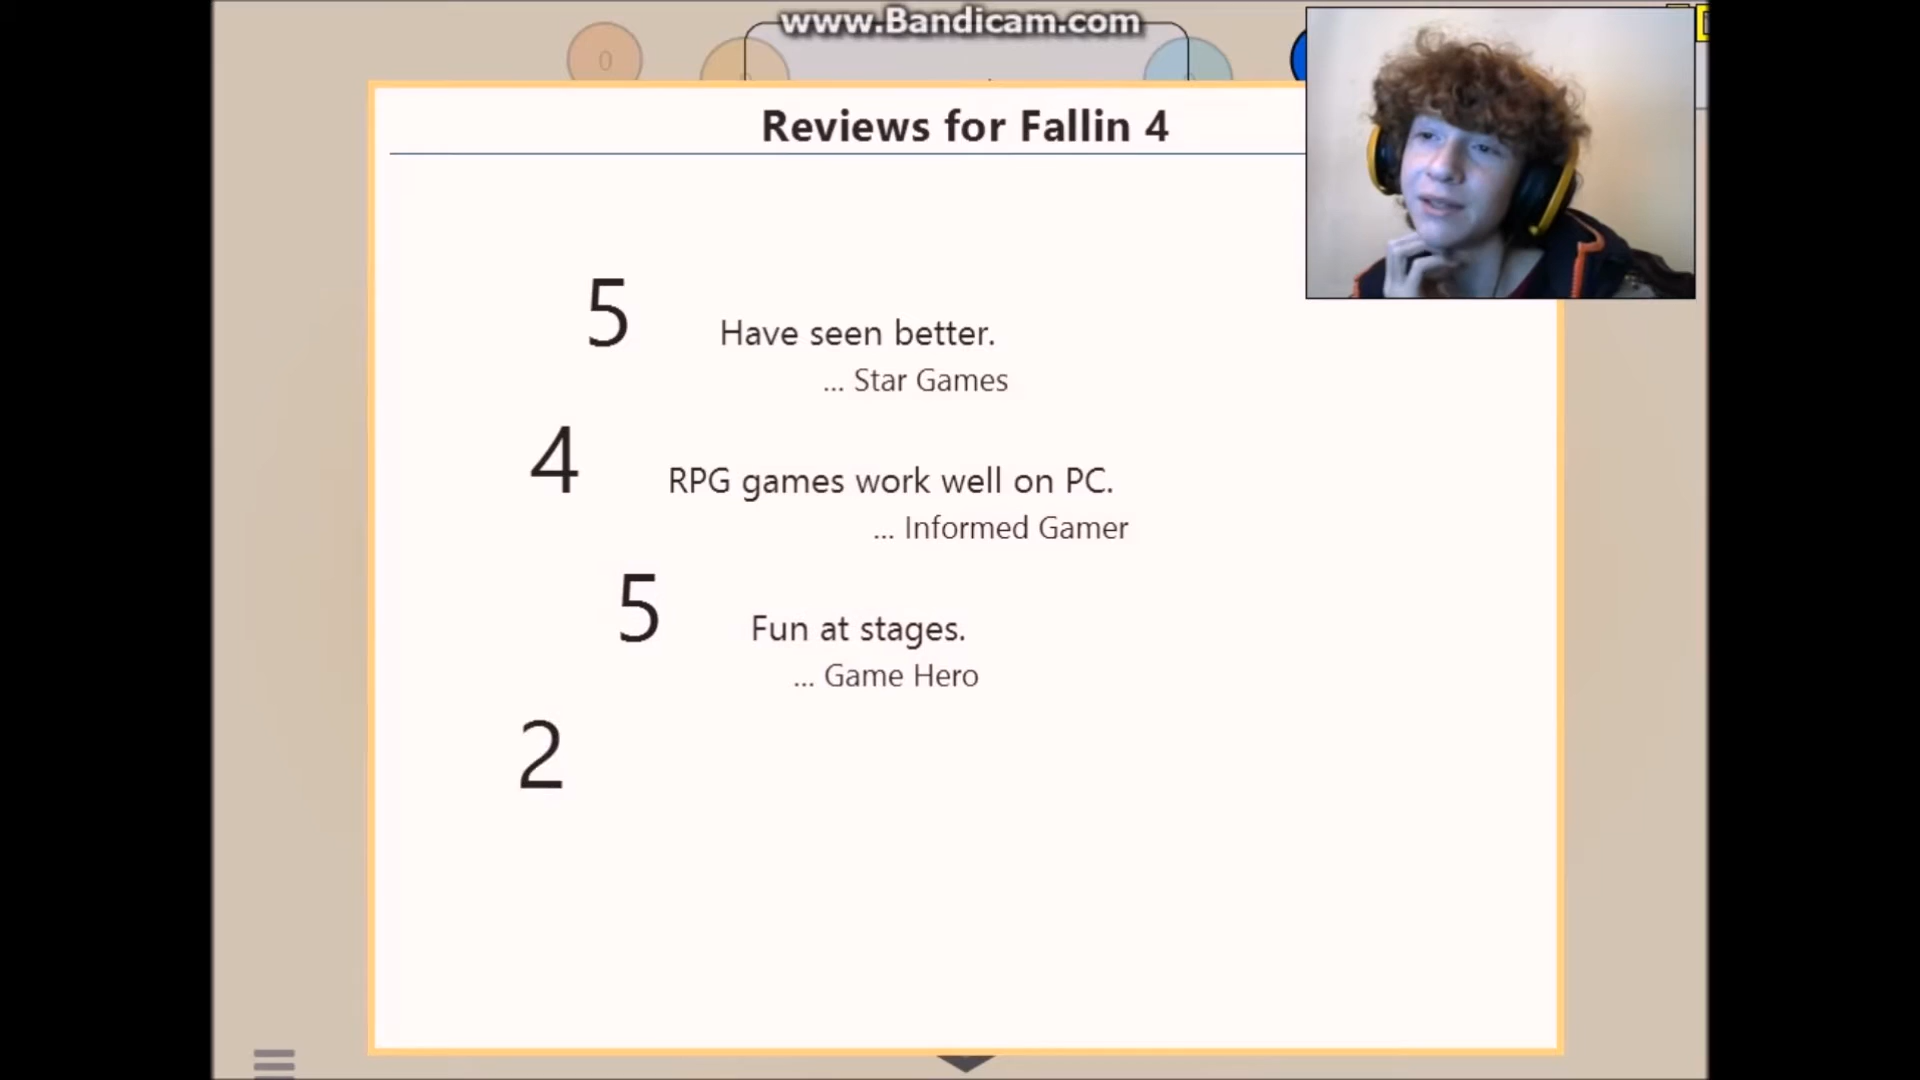 www.Bandicam.com
0
Reviews for Fallin 4
5
Have seen better.
... Star Games
4
RPG games work well on PC.
... Informed Gamer
5
Fun at stages.
... Game Hero
2